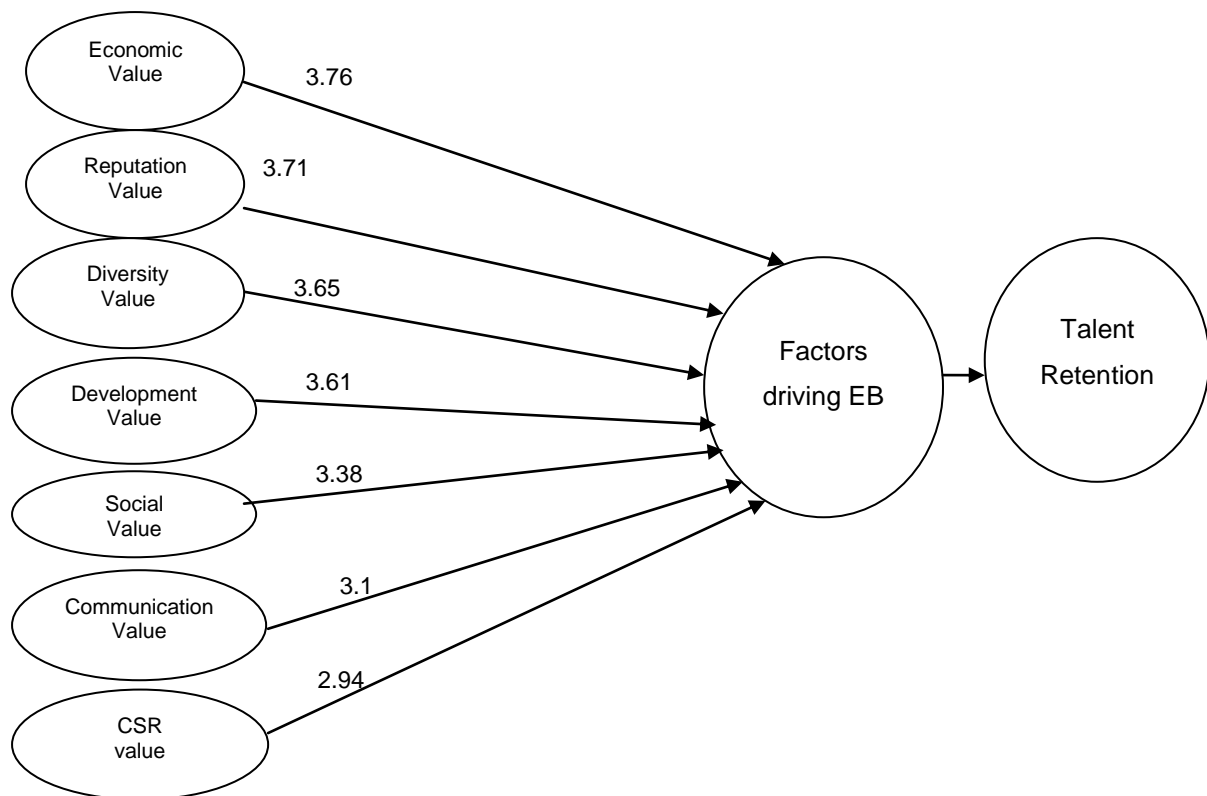 Economic
Value
3.76
Reputation
Value
3.71
Diversity
Value
3.65
Development
Value
3.61
Social
Value
3.38
Communication
Value
3.1
CSR
value
2.94
Factors
driving EB
Talent
Retention